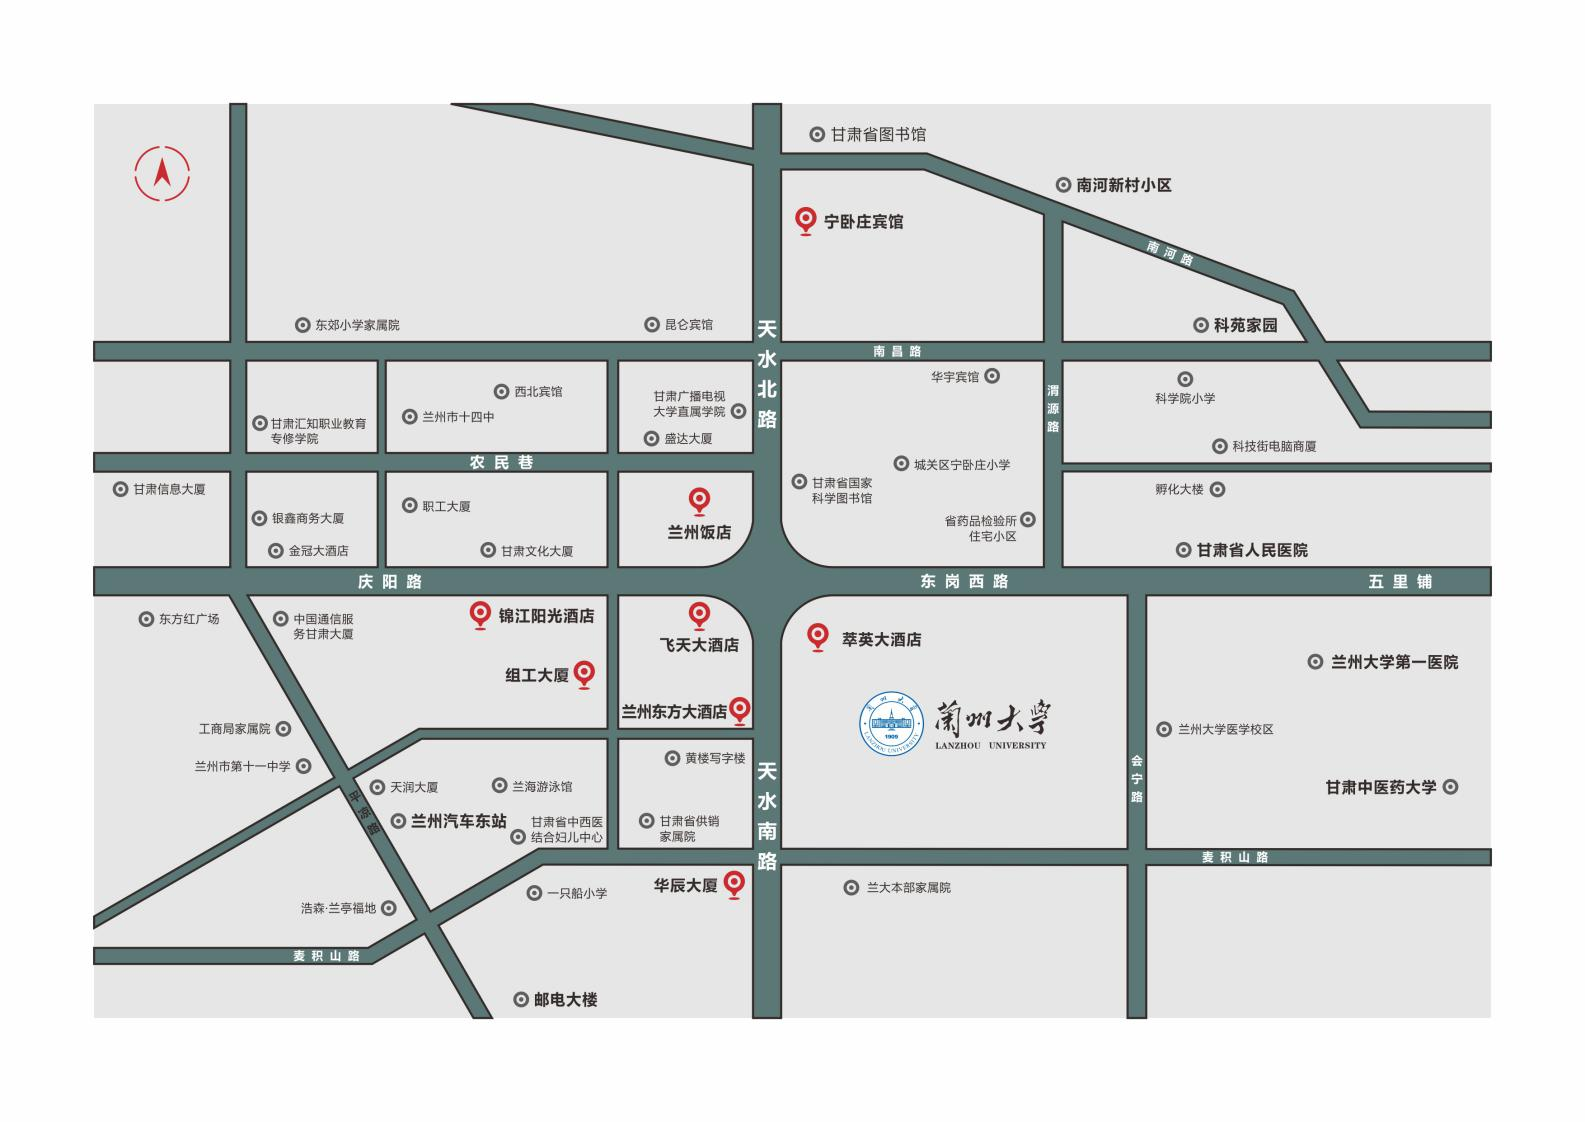 甘肃省图书馆
南河新村小区
宁卧庄宾馆
南河路
东郊小学家属院
昆仑宾馆
科苑家园
天水北路
南昌路
西北宾馆
华宇宾馆
科学院小学
渭源路
甘肃广播电视
大学直属学院
兰州市十四中
甘肃汇知职业教育
专修学院
盛达大厦
科技街电脑商厦
农民巷
城关区宁卧庄小学
甘肃信息大厦
甘肃省国家
科学图书馆
孵化大楼
职工大厦
银鑫商务大厦
兰州饭店
省药品检验所
住宅小区
金冠大酒店
甘肃文化大厦
甘肃省人民医院
庆阳路
东岗西路
五里铺
东方红广场
中国通信服
务甘肃大厦
锦江阳光酒店
飞天大酒店
萃英大酒店
兰州大学第一医院
组工大厦
兰州东方大酒店
蘭州大学
1909
LANZHOU UNIVERSITY
LANZHOU UNIVERSITY
工商局家属院
兰州大学医学校区
兰州市第十一中学
黄楼写字楼
天水南路
会宁路
天润大厦
兰海游泳馆
甘肃中医药大学
平凉路
兰州汽车东站
甘肃省中西医
结合妇儿中心
甘肃省供销
家属院
麦积山路
华辰大厦
兰大本部家属院
一只船小学
浩森·兰亭福地
麦积山路
邮电大楼